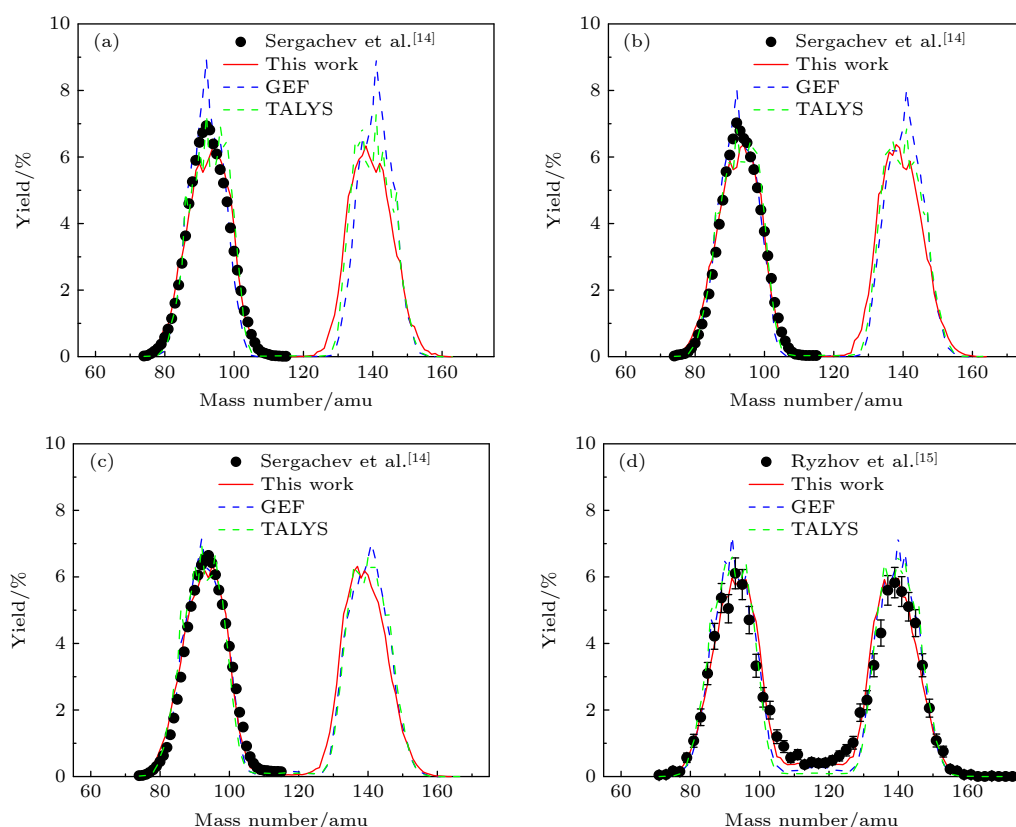 10
(a)
Sergachev et al.[14]
This work
GEF
TALYS
8
6
4
2
0
Yield/%
60 80 100 120 140 160
Mass number/amu
10
(b)
Sergachev et al.[14]
This work
GEF
TALYS
8
6
4
2
0
Yield/%
60 80 100 120 140 160
Mass number/amu
10
(c)
Sergachev et al.[14]
This work
GEF
TALYS
8
6
4
2
0
Yield/%
60 80 100 120 140 160
Mass number/amu
10
(d)
Ryzhov et al.[15]
This work
GEF
TALYS
8
6
4
2
0
Yield/%
60 80 100 120 140 160
Mass number/amu